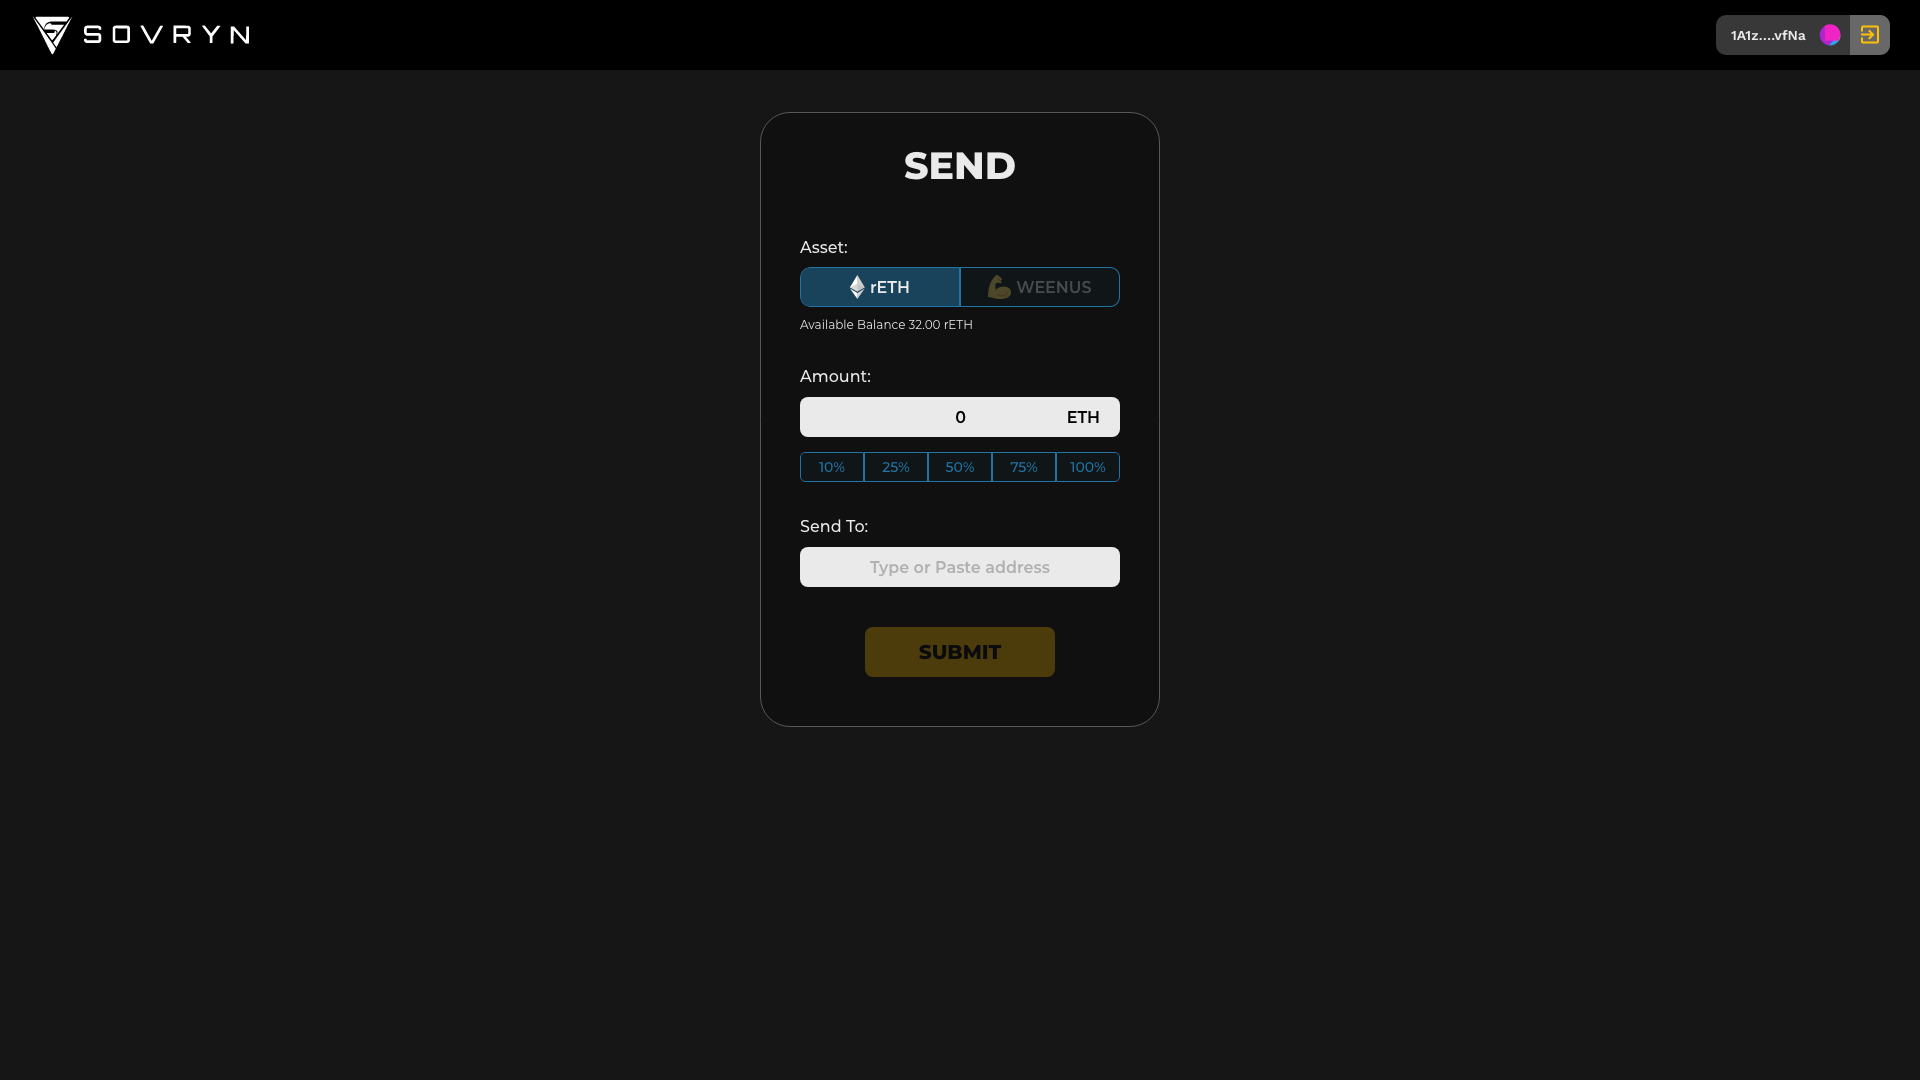 SOVRYN
1A1z....vfNa
SEND
Asset:
rETH
WEENUS
Available Balance 32.00 rETH
Amount:
0 ETH
10% 25% 50% 75% 100%
Send To:
Type or Paste address
SUBMIT